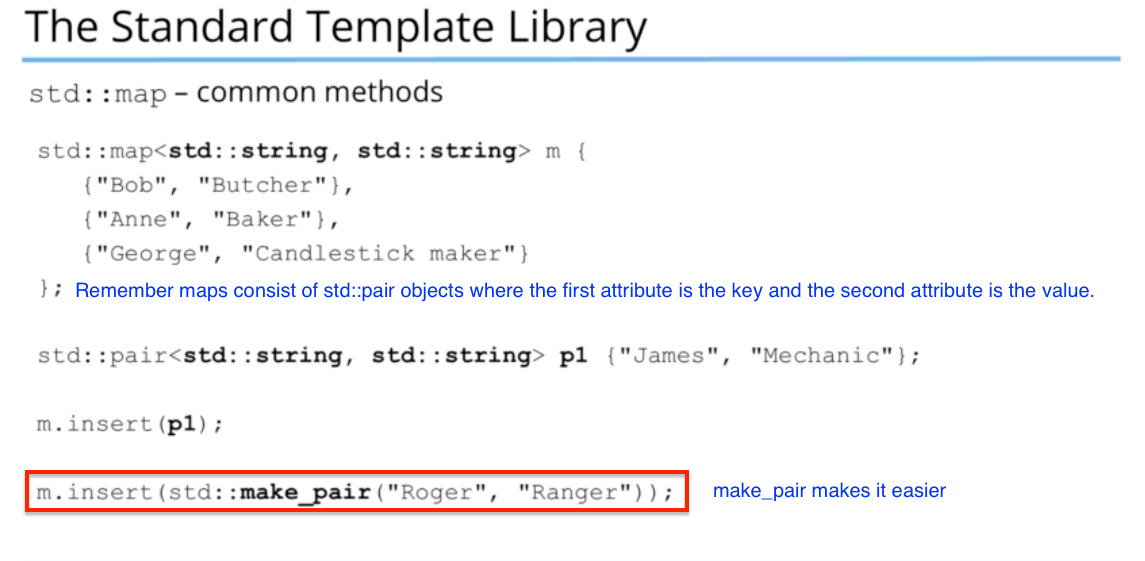 The Standard Template Library
std::map – common methods
std::map<std::string, std::string> m {
{"Bob", "Butcher"},
{"Anne", "Baker"},
{"George", "Candlestick maker"}
}; Remember maps consist of std::pair objects where the first attribute is the key and the second attribute is the value.
std::pair<std::string, std::string> p1 {"James", "Mechanic"};
m.insert(p1);
m.insert(std::make_pair("Roger", "Ranger")); make_pair makes it easier